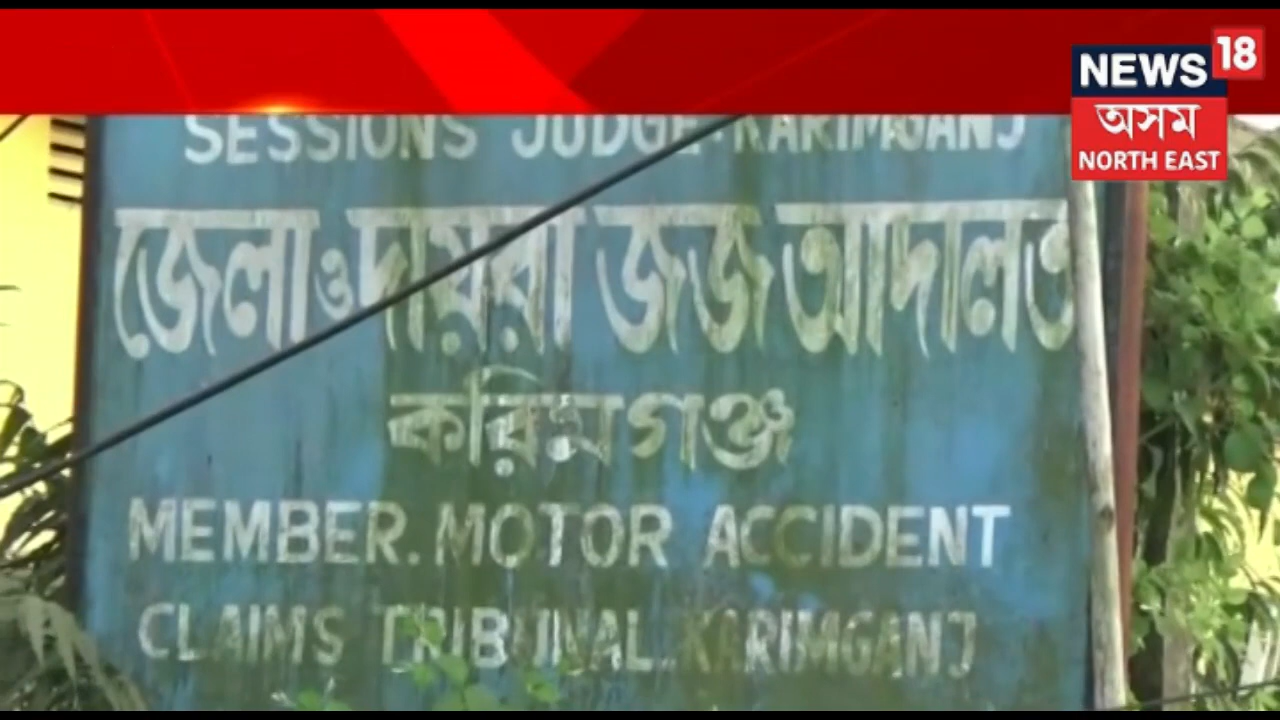 NEWS 18
অসম
NORTH EAST
SESSIONS JUDGE. KARIMGANJ
জেলা ও দায়রা জজ আদালত
করিমগঞ্জ
MEMBER. MOTOR ACCIDENT
CLAIMS TRIBUNAL.. KARIMGANJ